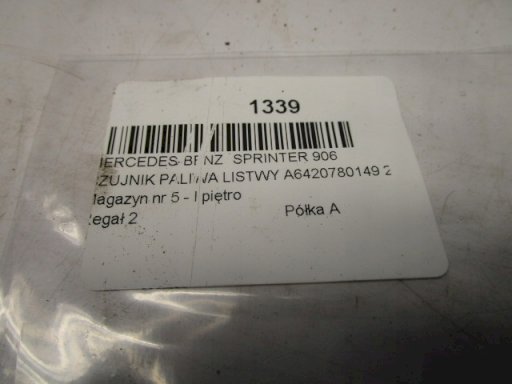 1339
MERCEDES-BENZ SPRINTER 906
CZUJNIK PALIWA LISTWY A6420780149 2
Magazyn nr 5 - I piętro
Regał 2 Półka A